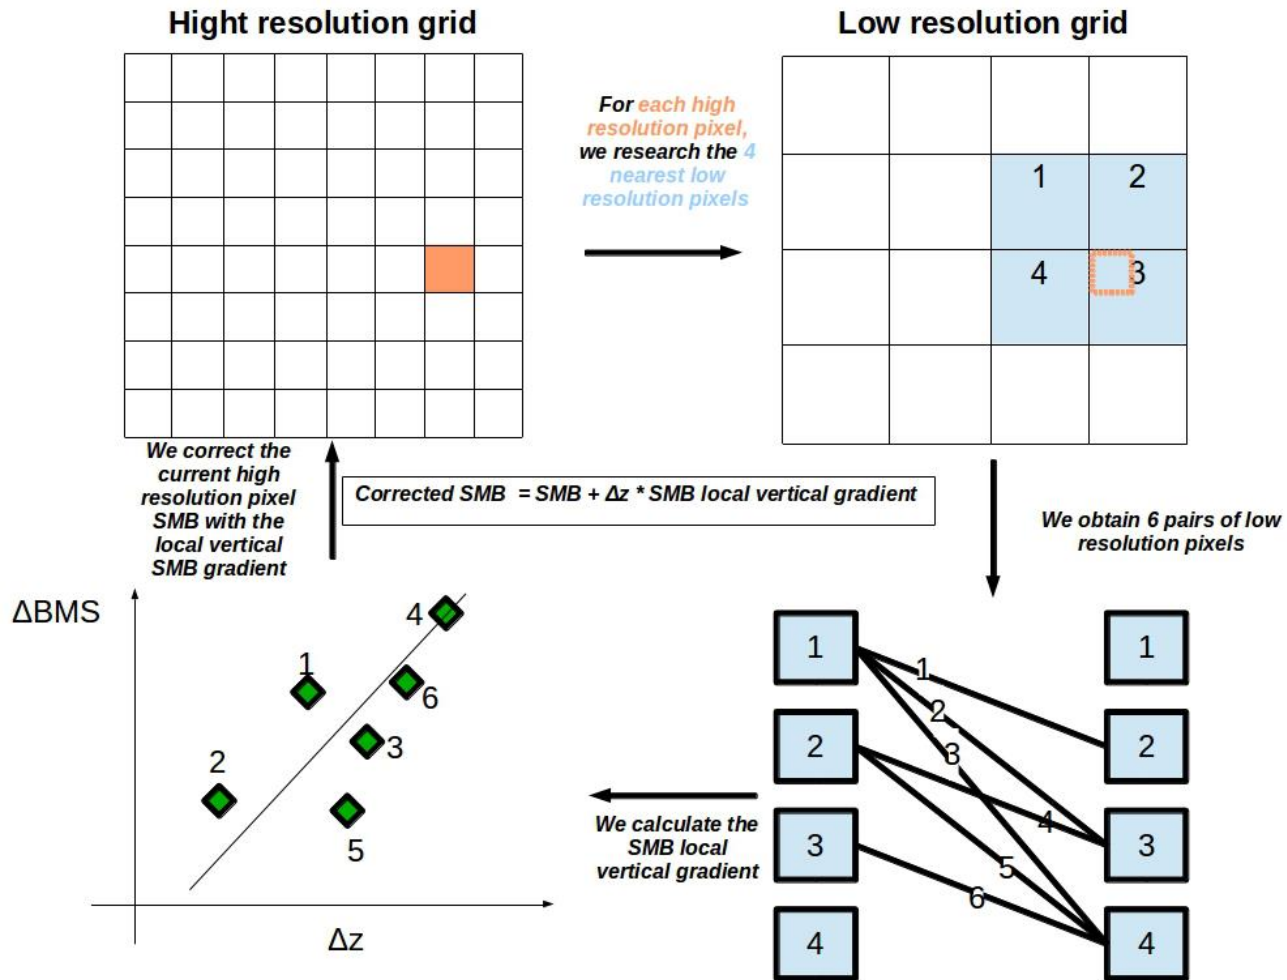 Hight resolution grid
Low resolution grid
For each high
resolution pixel,
we research the 4
nearest low
resolution pixels
1
2
4
3
We correct the
current high
resolution pixel
SMB with the
local vertical
SMB gradient
Corrected SMB = SMB + Δz * SMB local vertical gradient
We obtain 6 pairs of low
resolution pixels
ΔBMS
4
1
6
3
2
5
Δz
We calculate the
SMB local
vertical gradient
1
2
3
4
1
2
3
4
5
6
1
2
3
4